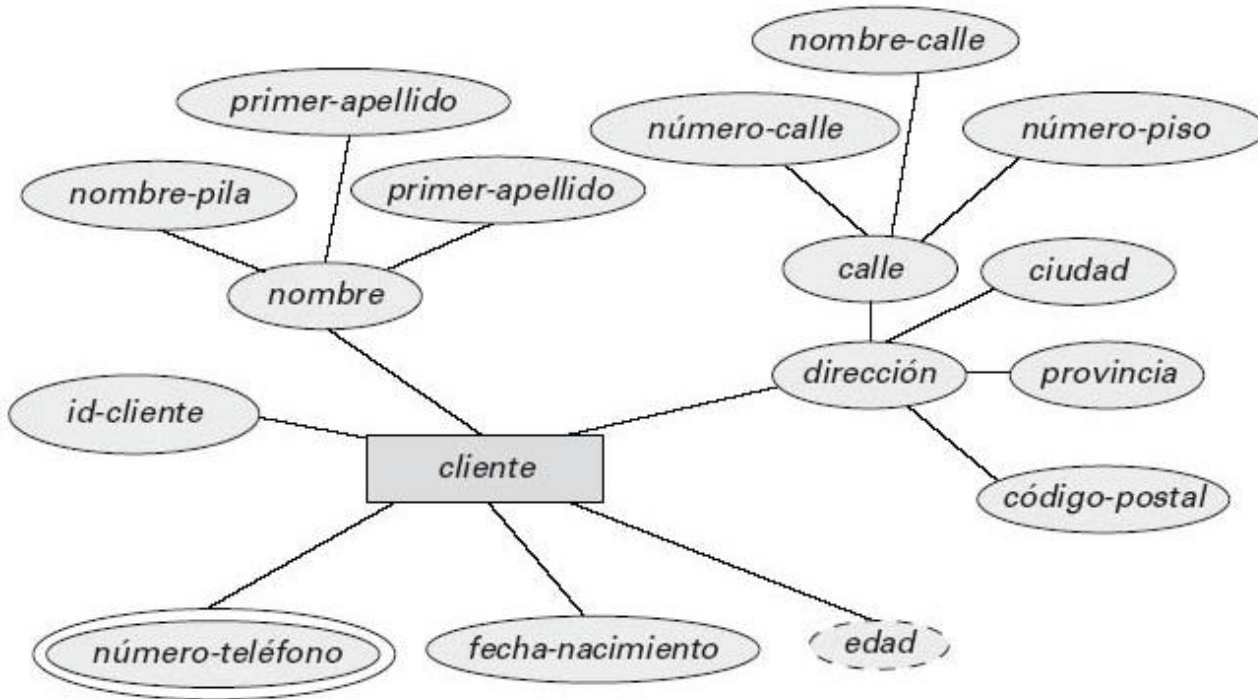 nombre-calle
primer-apellido
número-calle
número-piso
nombre-pila
primer-apellido
calle
ciudad
nombre
dirección
provincia
id-cliente
cliente
código-postal
número-teléfono
fecha-nacimiento
edad